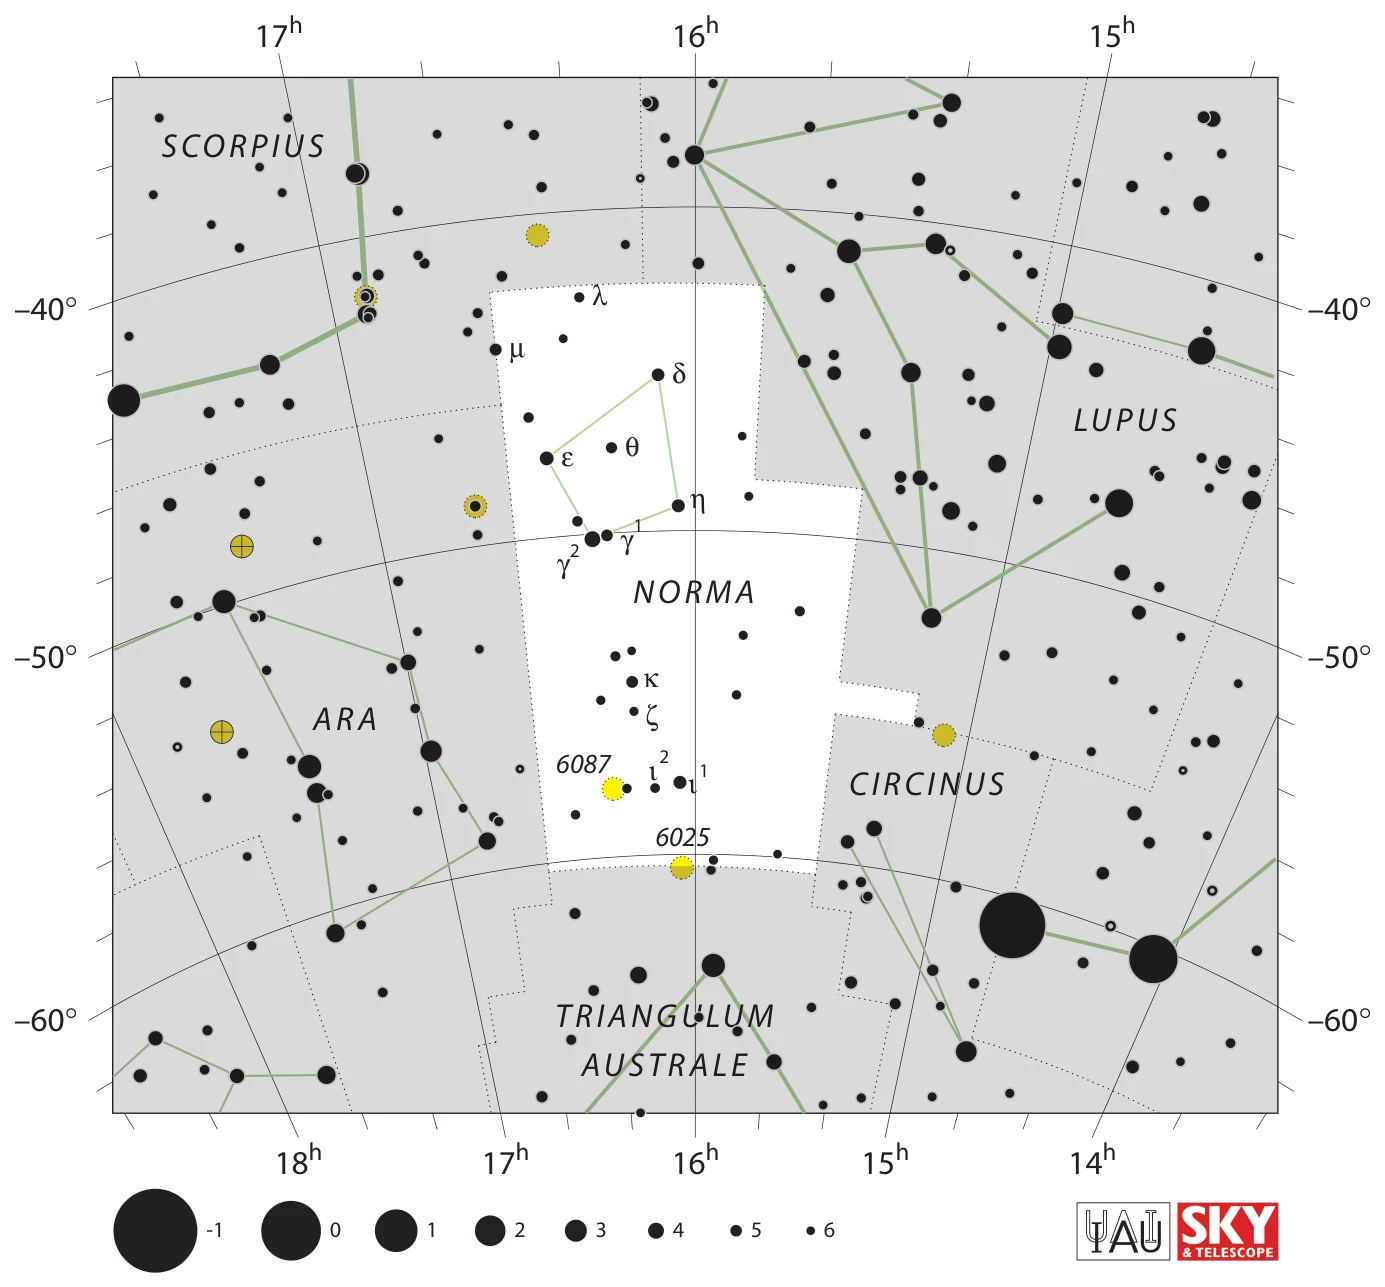 17h 16h 15h
SCORPIUS
λ
–40° –40°
μ
δ
LUPUS
θ
ε
η
γ1
γ2
NORMA
–50° –50°
κ
ζ
ARA
6087 ι2
ι1
CIRCINUS
6025
TRIANGULUM
–60° –60°
AUSTRALE
18h 17h 16h 15h 14h
-1 0 1 2 3 4 5 6
IAU
SKY
& TELESCOPE